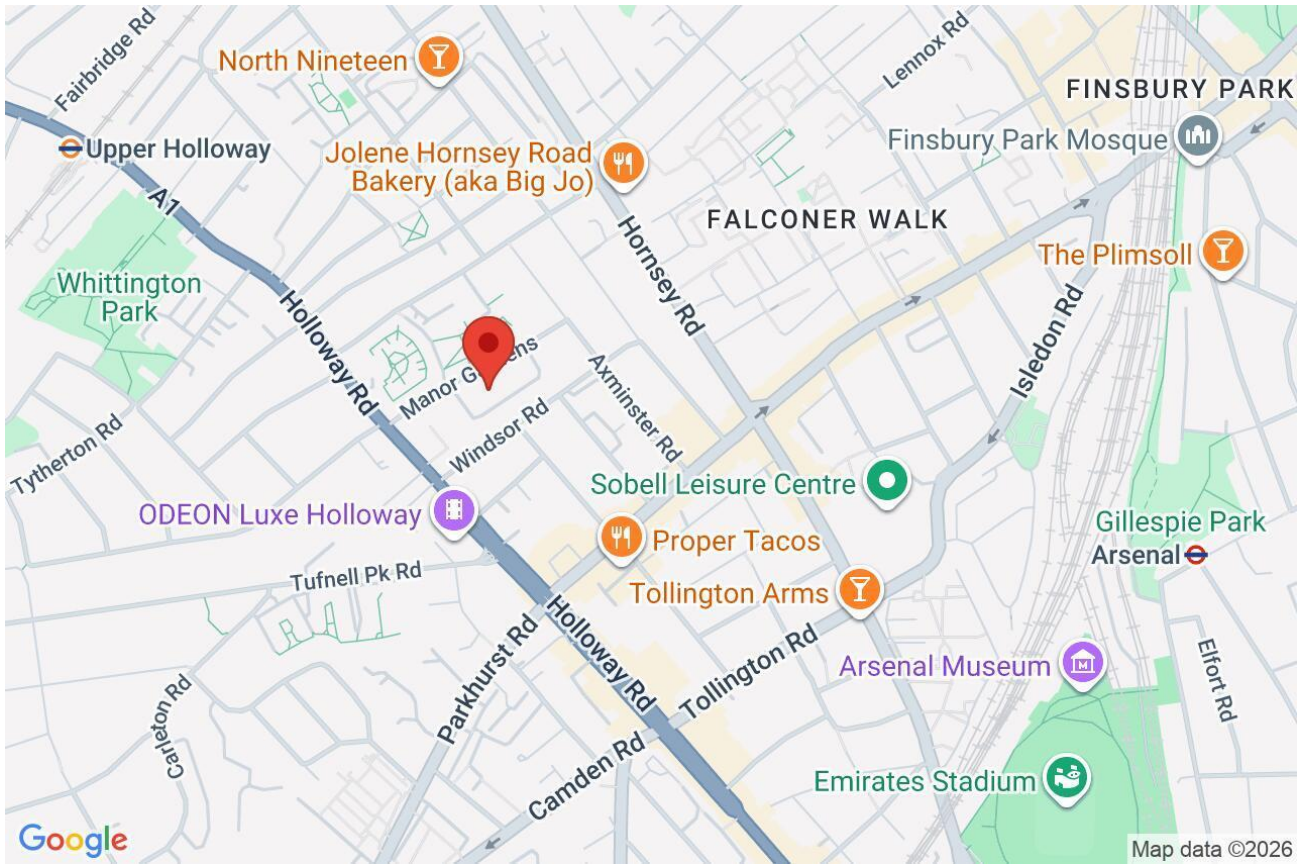 Fairbridge Rd
North Nineteen
Lennox Rd
FINSBURY PARK
Upper Holloway
Jolene Hornsey Road
Bakery (aka Big Jo)
Finsbury Park Mosque
A1
FALCONER WALK
Hornsey Rd
The Plimsoll
Whittington
Park
Holloway Rd
Isledon Rd
Manor Gardens
Axminster Rd
Windsor Rd
Tytherton Rd
Sobell Leisure Centre
ODEON Luxe Holloway
Proper Tacos
Gillespie Park
Arsenal
Tufnell Pk Rd
Tollington Arms
Holloway Rd
Parkhurst Rd
Tollington Rd
Arsenal Museum
M
Elfort Rd
Carleton Rd
Camden Rd
Emirates Stadium
Google
Map data ©2026